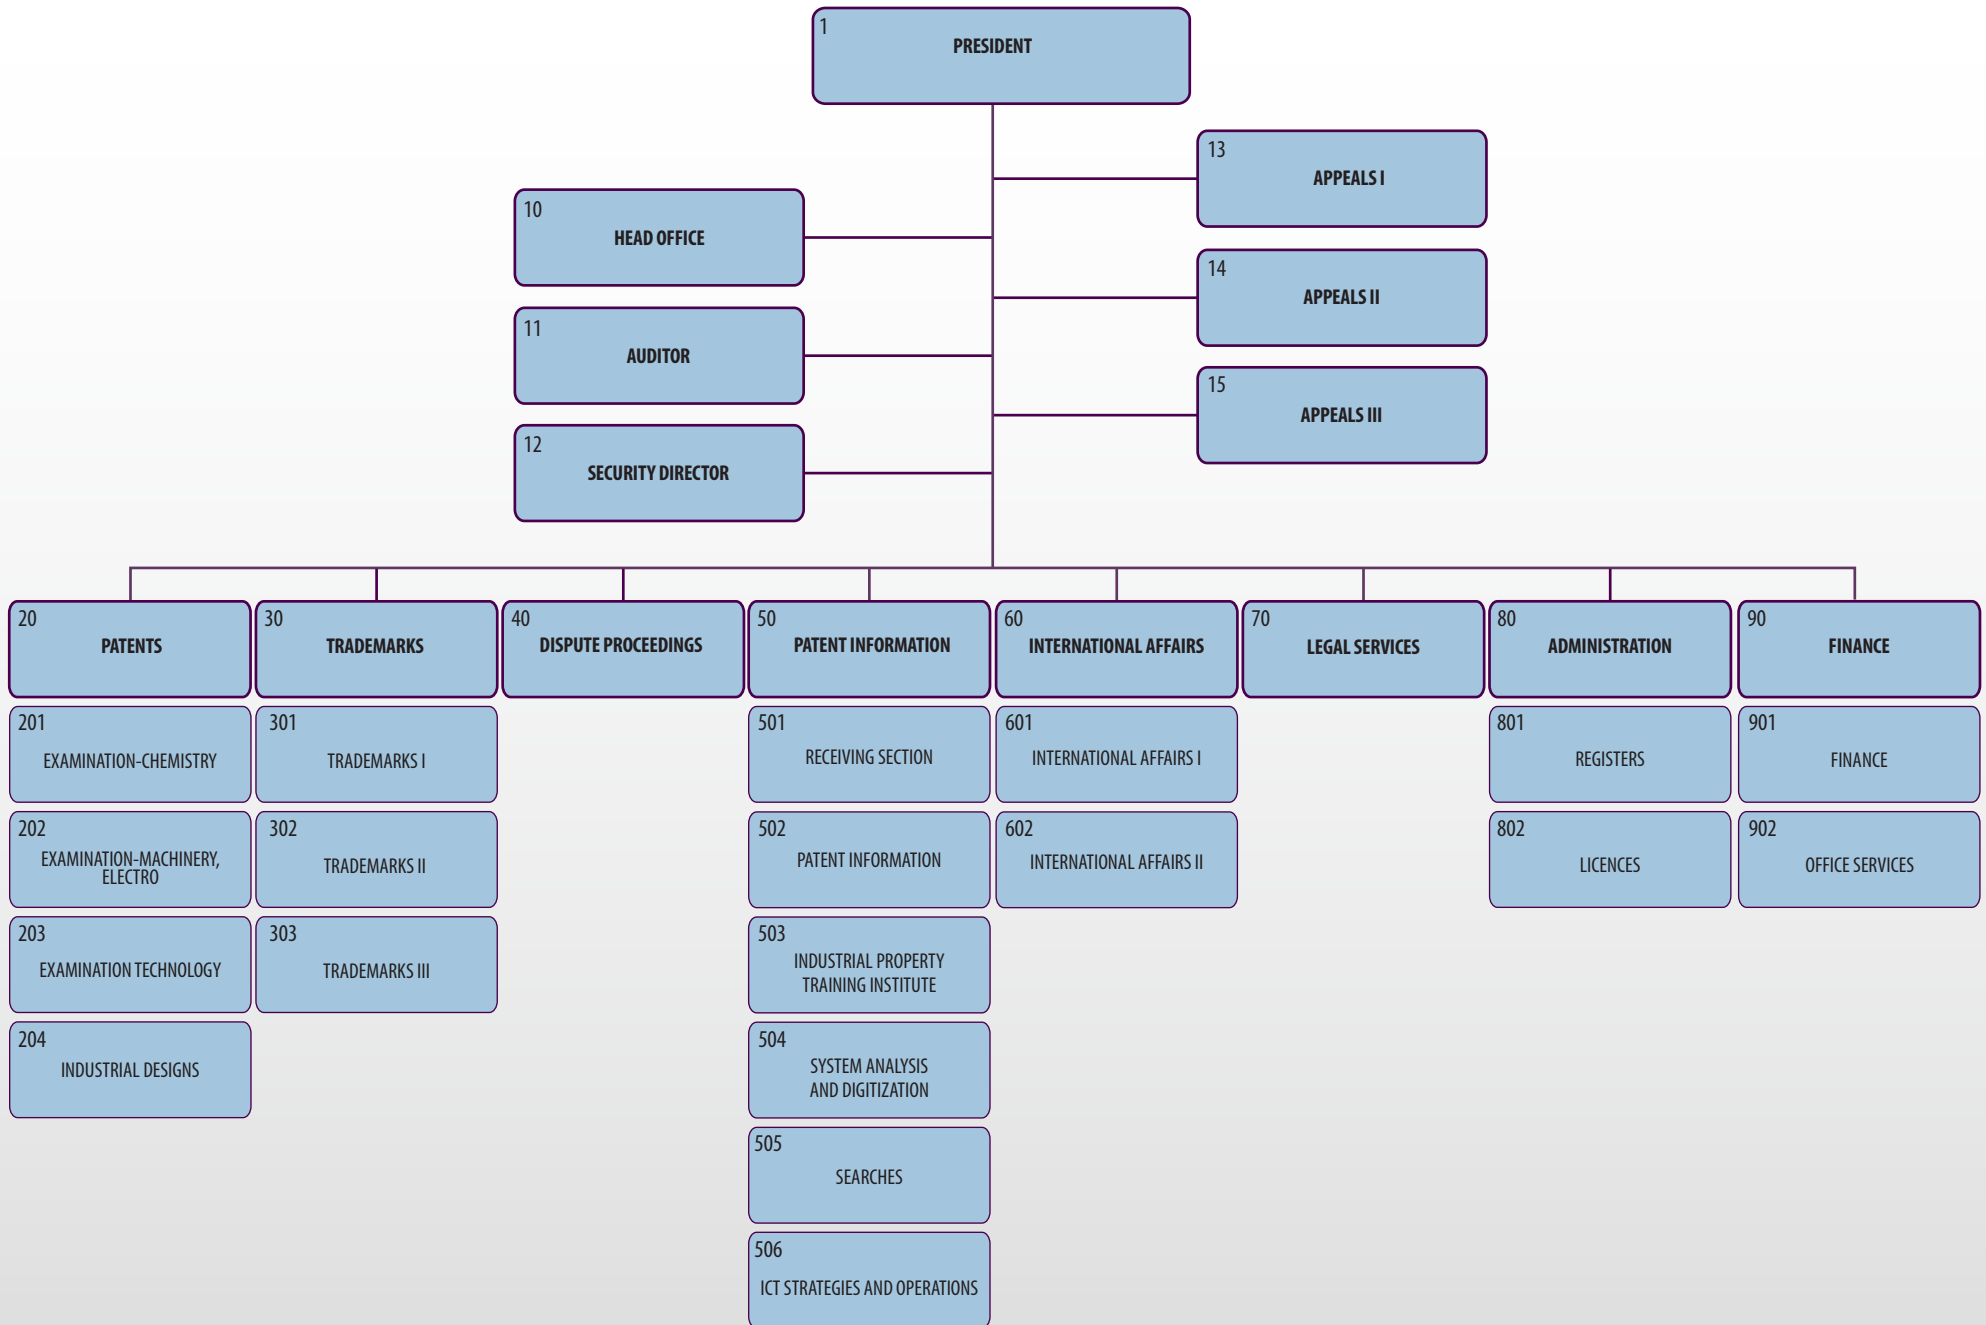 1
PRESIDENT
13
APPEALS I
10
HEAD OFFICE
14
APPEALS II
11
AUDITOR
15
APPEALS III
12
SECURITY DIRECTOR
20
PATENTS
30
TRADEMARKS
40
DISPUTE PROCEEDINGS
50
PATENT INFORMATION
60
INTERNATIONAL AFFAIRS
70
LEGAL SERVICES
80
ADMINISTRATION
90
FINANCE
201
EXAMINATION-CHEMISTRY
202
EXAMINATION-MACHINERY,
ELECTRO
203
EXAMINATION TECHNOLOGY
204
INDUSTRIAL DESIGNS
301
TRADEMARKS I
302
TRADEMARKS II
303
TRADEMARKS III
501
RECEIVING SECTION
502
PATENT INFORMATION
503
INDUSTRIAL PROPERTY
TRAINING INSTITUTE
504
SYSTEM ANALYSIS
AND DIGITIZATION
505
SEARCHES
506
ICT STRATEGIES AND OPERATIONS
601
INTERNATIONAL AFFAIRS I
602
INTERNATIONAL AFFAIRS II
801
REGISTERS
802
LICENCES
901
FINANCE
902
OFFICE SERVICES